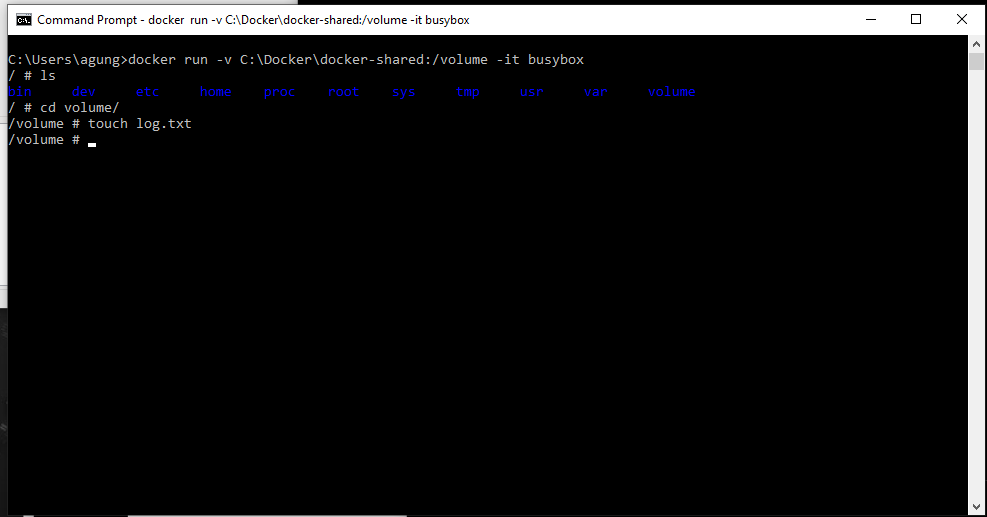 Command Prompt - docker run -v C:\Docker\docker-shared:/volume -it busybox
C:\Users\agung>docker run -v C:\Docker\docker-shared:/volume -it busybox
/ # ls
bin dev etc home proc root sys tmp usr var volume
/ # cd volume/
/volume # touch log.txt
/volume #